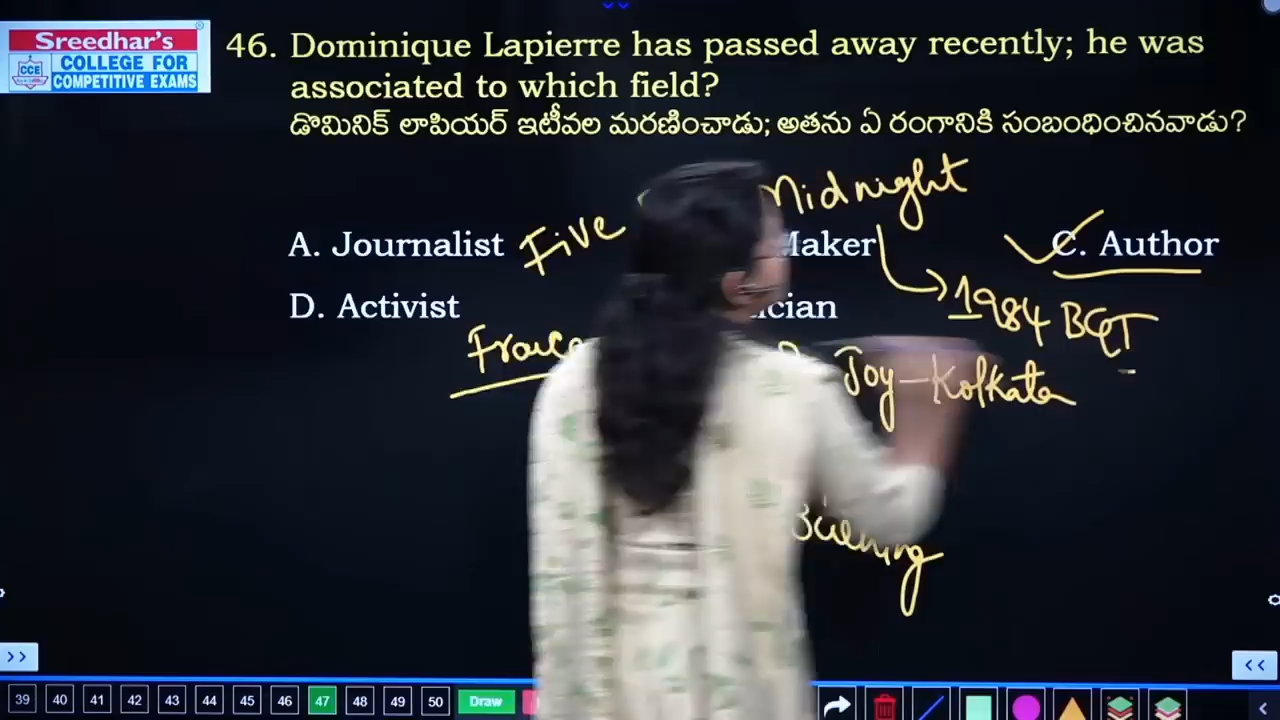 Sreedhar's
CCE
COLLEGE FOR
COMPETITIVE EXAMS
46. Dominique Lapierre has passed away recently; he was
associated to which field?
డొమినిక్ లాపియర్ ఇటీవల మరణించాడు; అతను ఏ రంగానికి సంబంధించినవాడు?
Midnight
A. Journalist Five Maker C. Author
D. Activist ician 1984 BGT
Joy - Kolkata
>> <<
39 40 41 42 43 44 45 46 47 48 49 50 Draw